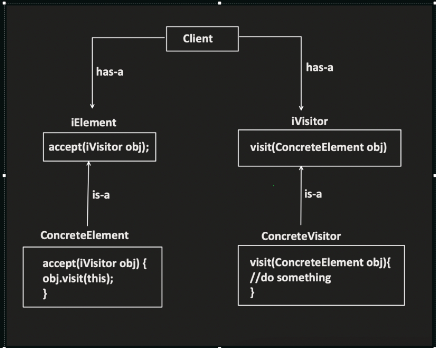 Client
has-a
has-a
iElement
iVisitor
accept(iVisitor obj);
visit(ConcreteElement obj)
is-a
is-a
ConcreteElement
ConcreteVisitor
accept(iVisitor obj) {
obj.visit(this);
}
visit(ConcreteElement obj){
//do something
}